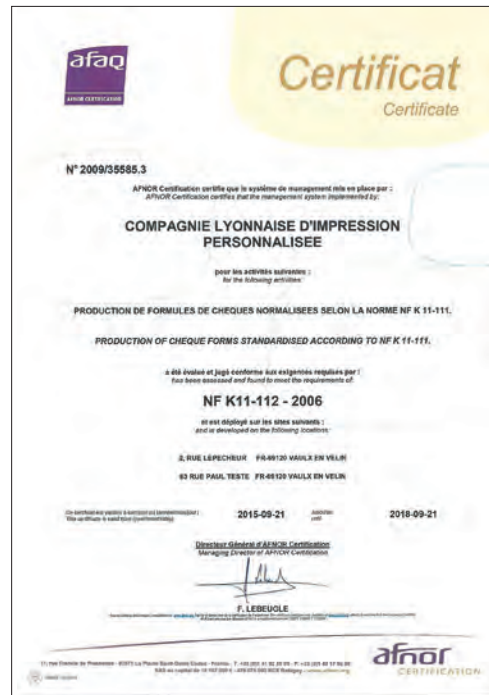 afaq
AFNOR CERTIFICATION
Certificat
Certificate
N° 2009/35585.3
AFNOR Certification certifie que le système de management mis en place par :
AFNOR Certification certifies that the management system implemented by:
COMPAGNIE LYONNAISE D'IMPRESSION
PERSONNALISEE
pour les activités suivantes :
for the following activities:
PRODUCTION DE FORMULES DE CHEQUES NORMALISEES SELON LA NORME NF K 11-111.
PRODUCTION OF CHEQUE FORMS STANDARDISED ACCORDING TO NF K 11-111.
a été évalué et jugé conforme aux exigences requises par :
has been assessed and found to meet the requirements of:
NF K11-112 - 2006
et est déployé sur les sites suivants :
and is developed on the following locations:
2, RUE LEPECHEUR FR-69120 VAULX EN VELIN
63 RUE PAUL TESTE FR-69120 VAULX EN VELIN
2015-09-21
until
2018-09-21
Directeur Général d'AFNOR Certification
Managing Director of AFNOR Certification
F. LEBEUGLE
afnor
CERTIFICATION